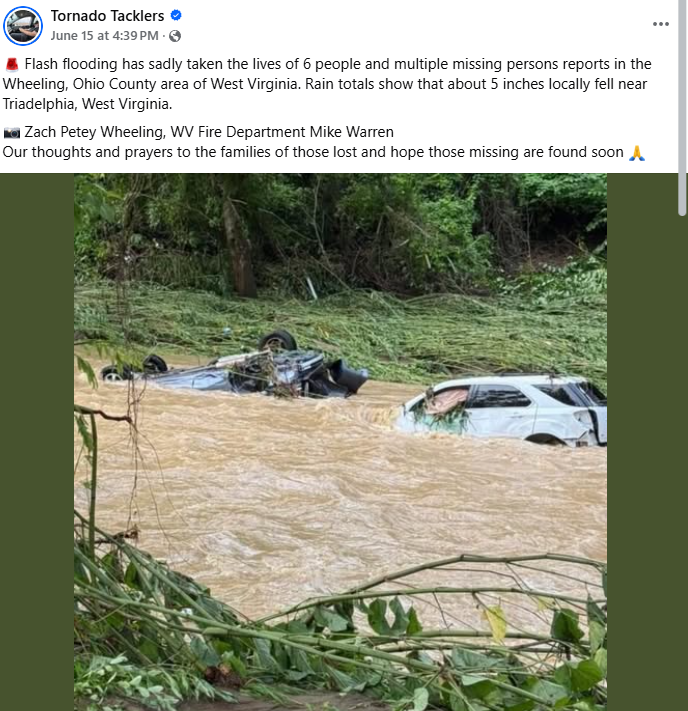 Tornado Tacklers
June 15 at 4:39 PM ·
Flash flooding has sadly taken the lives of 6 people and multiple missing persons reports in the
Wheeling, Ohio County area of West Virginia. Rain totals show that about 5 inches locally fell near
Triadelphia, West Virginia.
📷 Zach Petey Wheeling, WV Fire Department Mike Warren
Our thoughts and prayers to the families of those lost and hope those missing are found soon 🙏